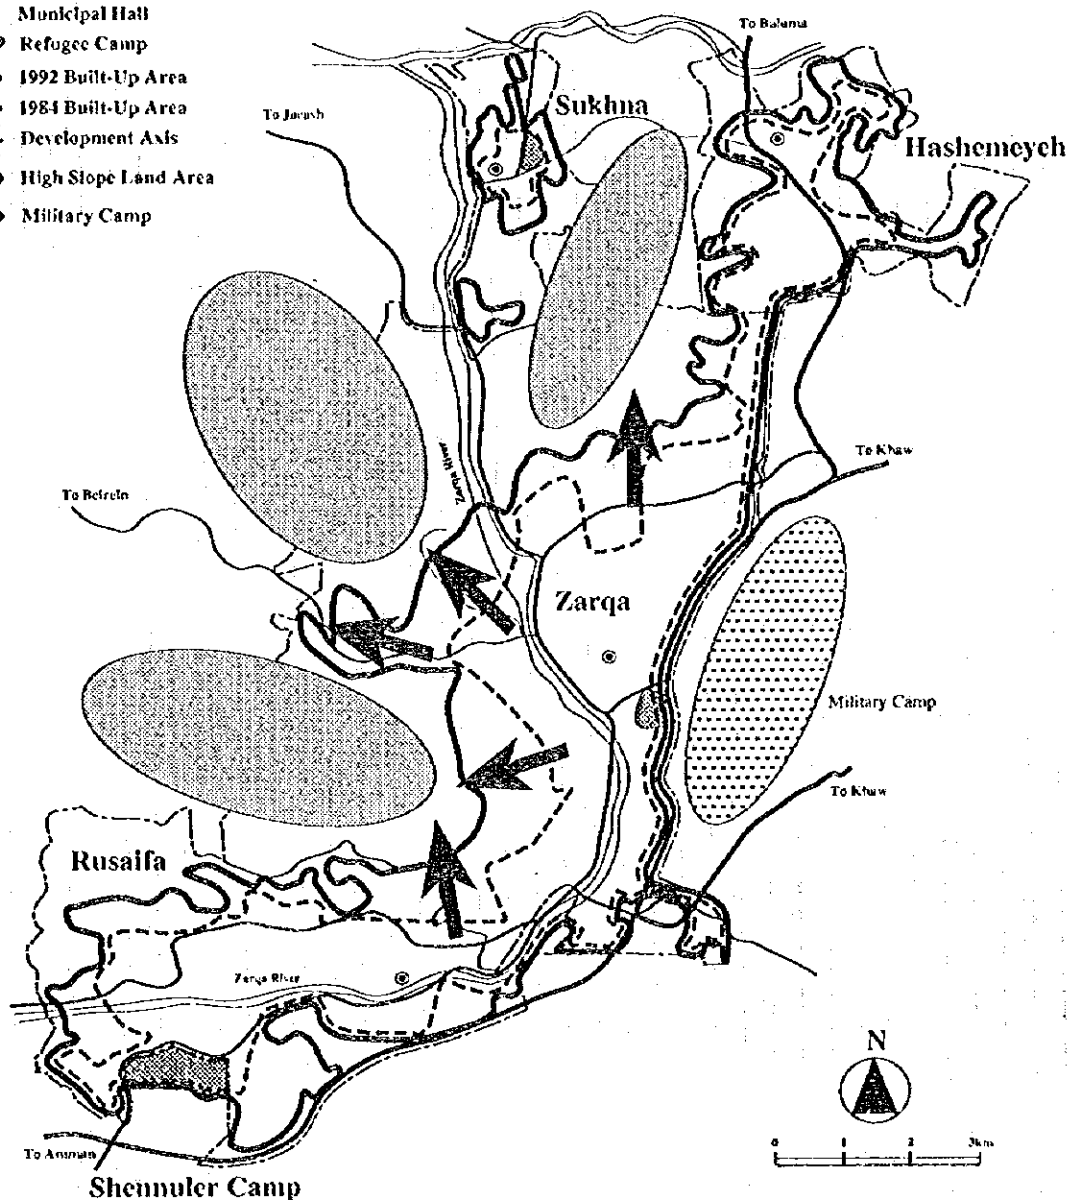 Municipal Hall
Refugee Camp
1992 Built-Up Area
1984 Built-Up Area
Development Axis
High Slope Land Area
Military Camp
To Balama
To Jarash
Sukhna
Hashemeyeh
To Khaw
To Beirein
Zarqa River
Zarqa
Military Camp
To Khaw
Rusaifa
Zarqa River
N
0 1 2 3km
To Amman
Shennuler Camp